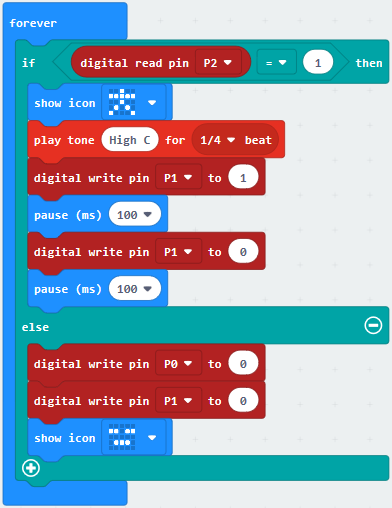 forever
if digital read pin P2 = 1 then
show icon
play tone High C for 1/4 beat
digital write pin P1 to 1
pause (ms) 100
digital write pin P1 to 0
pause (ms) 100
else
digital write pin P0 to 0
digital write pin P1 to 0
show icon